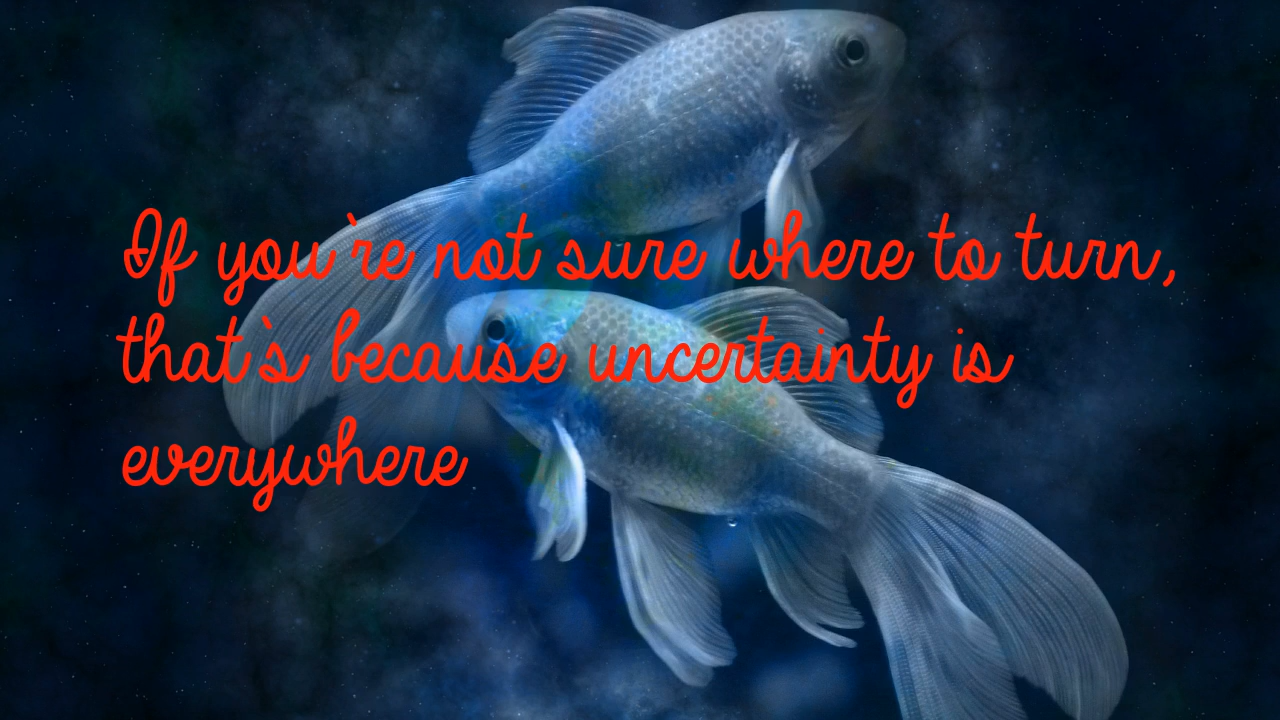 If you're not sure where to turn,
that's because uncertainty is
everywhere